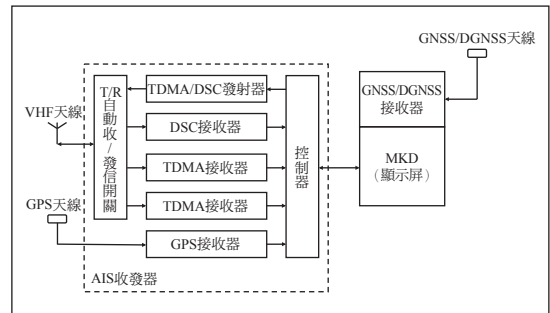 GNSS/DGNSS天線
VHF天線
GPS天線
T/R
自動收/發信開關
TDMA/DSC發射器
DSC接收器
TDMA接收器
TDMA接收器
GPS接收器
控制器
GNSS/DGNSS
接收器
MKD
(顯示屏)
AIS收發器